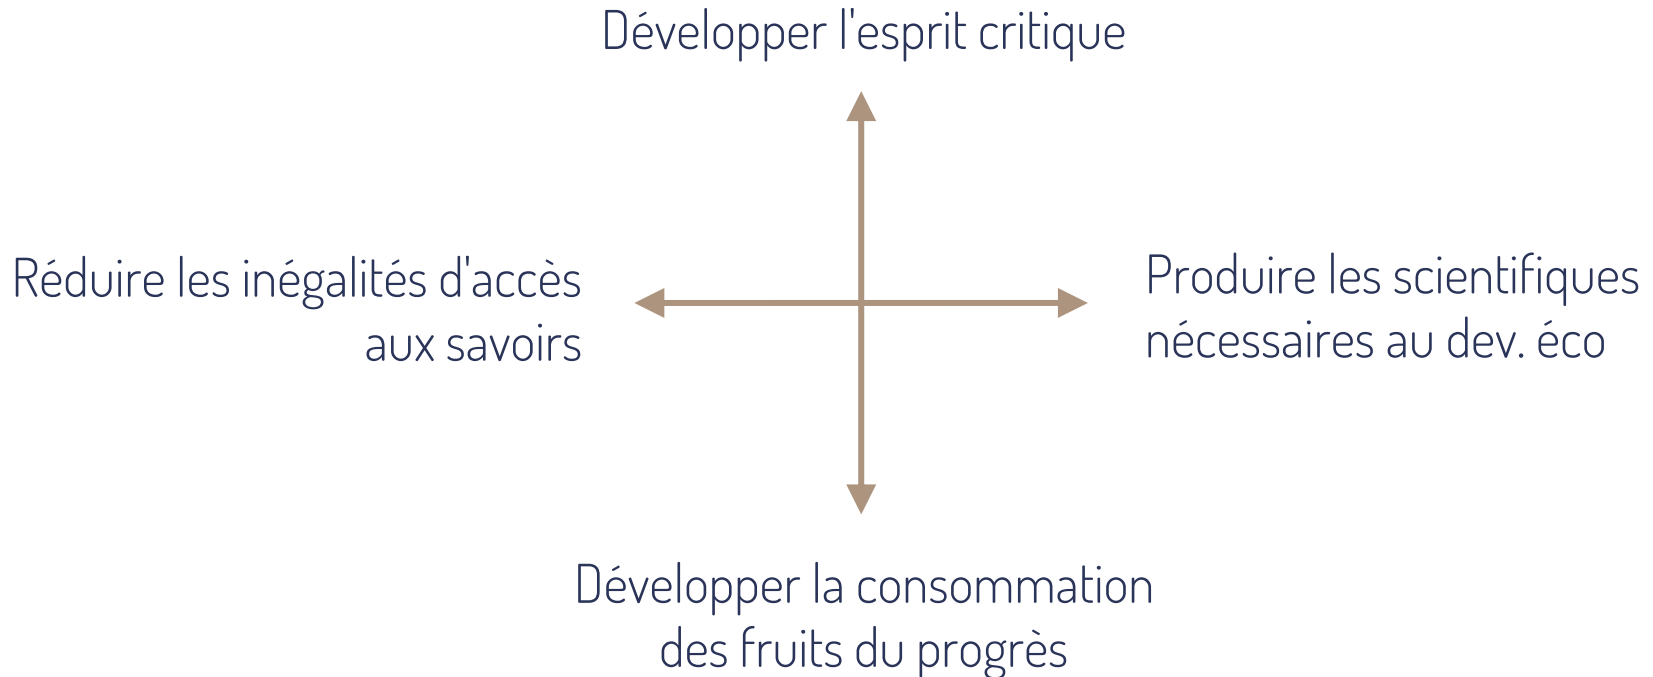 Développer l'esprit critique
Réduire les inégalités d'accès
aux savoirs
Produire les scientifiques
nécessaires au dev. éco
Développer la consommation
des fruits du progrès